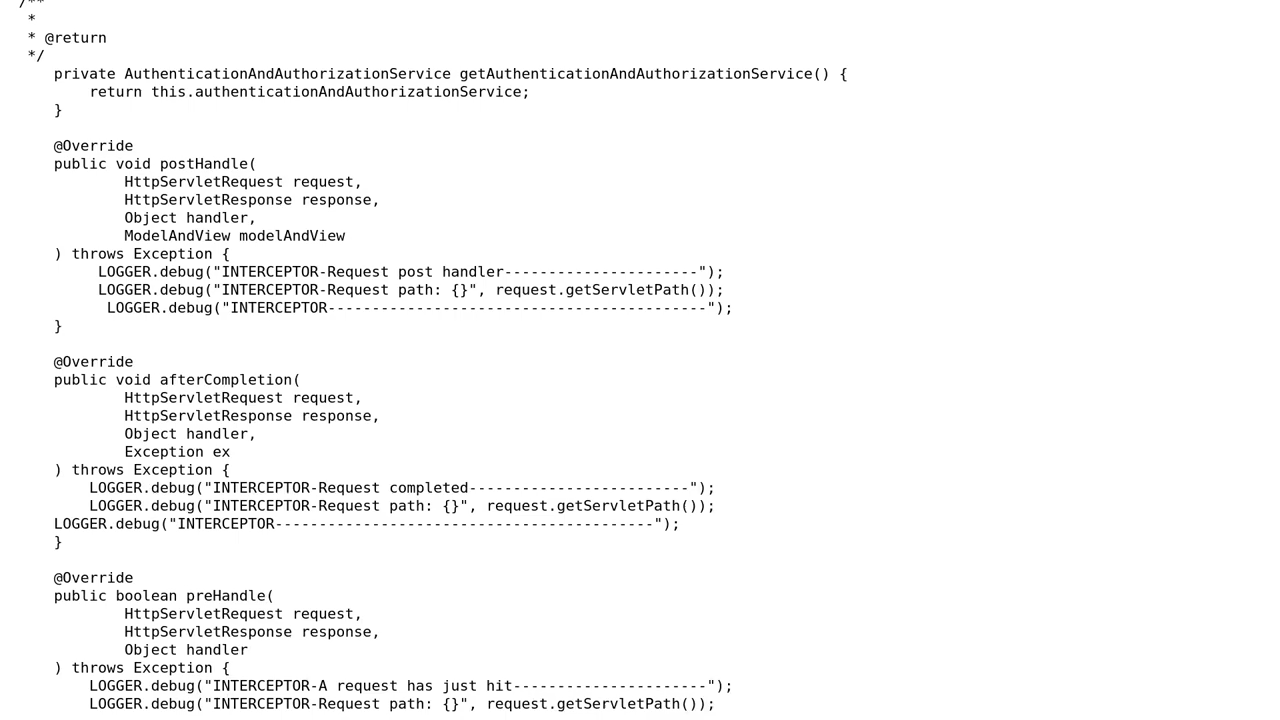 /**
 *
 * @return
 */
    private AuthenticationAndAuthorizationService getAuthenticationAndAuthorizationService() {
        return this.authenticationAndAuthorizationService;
    }

    @Override
    public void postHandle(
            HttpServletRequest request,
            HttpServletResponse response,
            Object handler,
            ModelAndView modelAndView
    ) throws Exception {
         LOGGER.debug("INTERCEPTOR-Request post handler----------------------");
         LOGGER.debug("INTERCEPTOR-Request path: {}", request.getServletPath());
          LOGGER.debug("INTERCEPTOR-------------------------------------------");
    }

    @Override
    public void afterCompletion(
            HttpServletRequest request,
            HttpServletResponse response,
            Object handler,
            Exception ex
    ) throws Exception {
        LOGGER.debug("INTERCEPTOR-Request completed-------------------------");
        LOGGER.debug("INTERCEPTOR-Request path: {}", request.getServletPath());
    LOGGER.debug("INTERCEPTOR-------------------------------------------");
    }

    @Override
    public boolean preHandle(
            HttpServletRequest request,
            HttpServletResponse response,
            Object handler
    ) throws Exception {
        LOGGER.debug("INTERCEPTOR-A request has just hit----------------------");
        LOGGER.debug("INTERCEPTOR-Request path: {}", request.getServletPath());